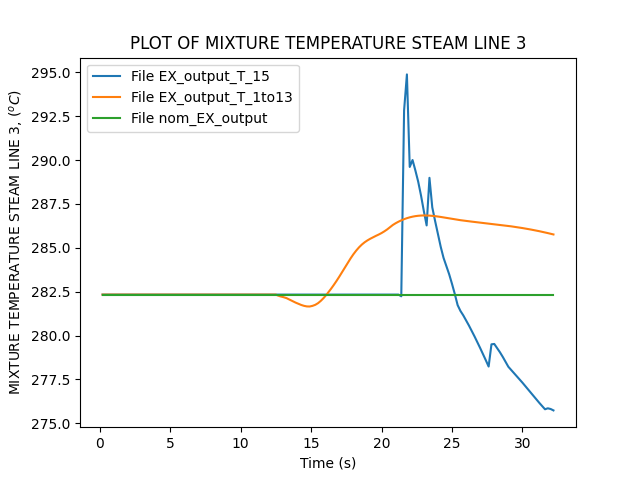 PLOT OF MIXTURE TEMPERATURE STEAM LINE 3
MIXTURE TEMPERATURE STEAM LINE 3, (°C)
295.0
292.5
290.0
287.5
285.0
282.5
280.0
277.5
275.0
File EX_output_T_15
File EX_output_T_1to13
File nom_EX_output
0 5 10 15 20 25 30
Time (s)